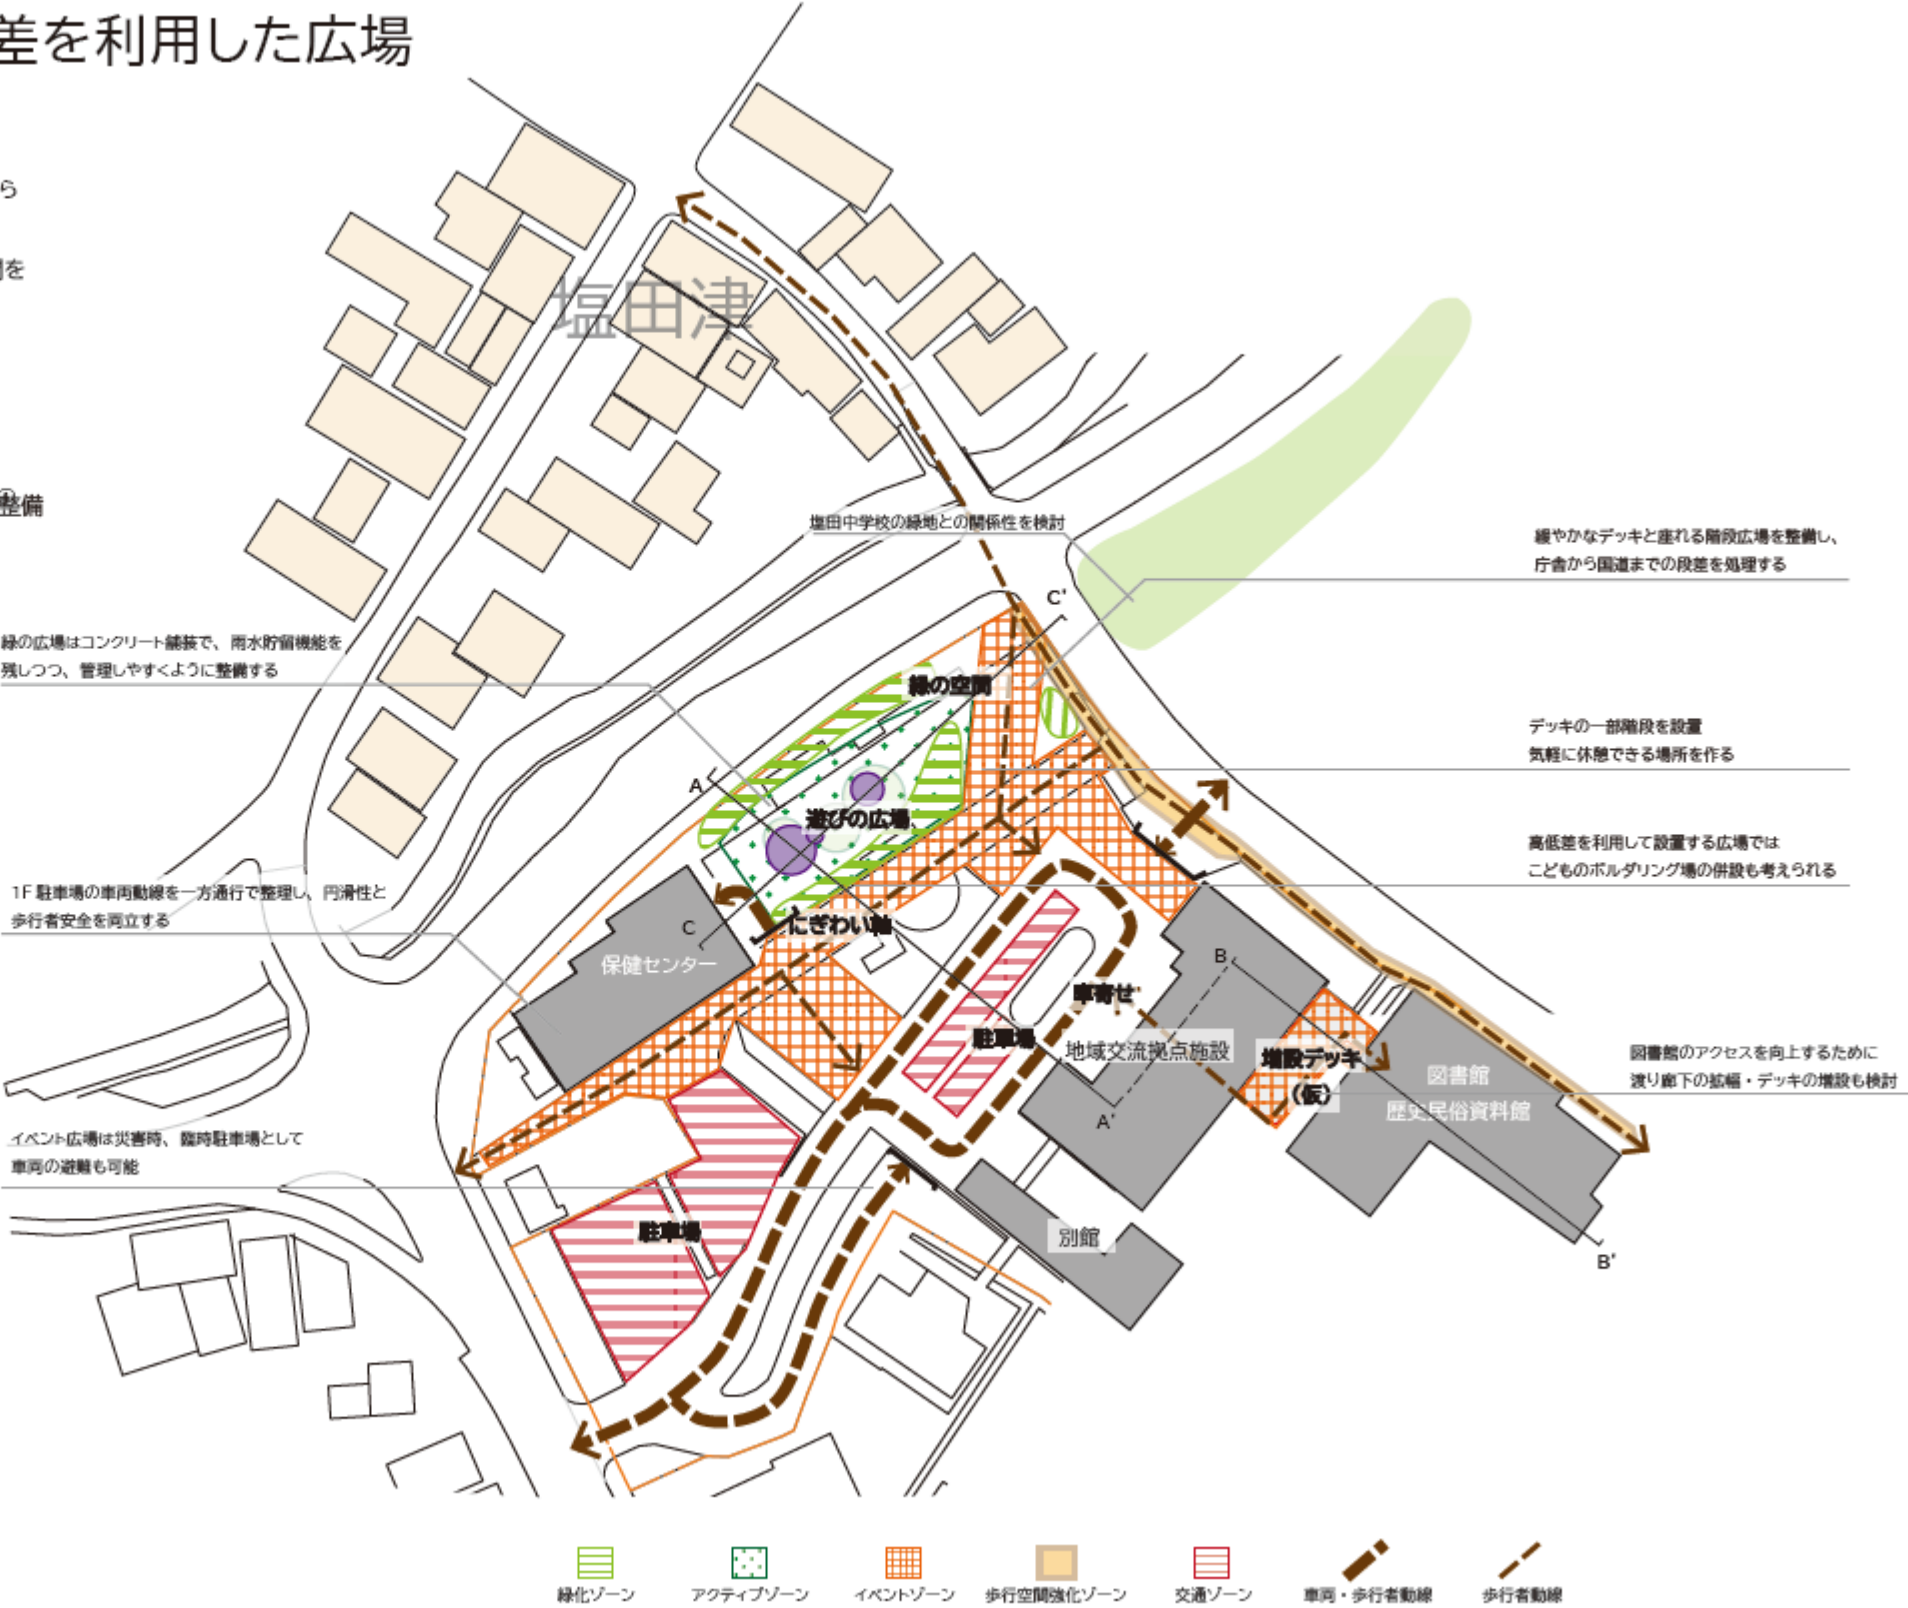 差を利用した広場
ら
を
整備
塩田津
塩田中学校の緑地との関係性を検討
緩やかなデッキと座れる階段広場を整備し、
庁舎から国道までの段差を処理する
C'
緑の広場はコンクリート舗装で、雨水貯留機能を
残しつつ、管理しやすくように整備する
緑の空間
デッキの一部階段を設置
気軽に休憩できる場所を作る
A
遊びの広場
高低差を利用して設置する広場では
こどものボルダリング場の併設も考えられる
1F 駐車場の車両動線を一方通行で整理し、円滑性と
歩行者安全を両立する
にぎわい軸
C
保健センター
B
車寄せ
駐車場
地域交流拠点施設
増設デッキ
(仮)
図書館
歴史民俗資料館
図書館のアクセスを向上するために
渡り廊下の拡幅・デッキの増設も検討
A'
イベント広場は災害時、臨時駐車場として
車両の避難も可能
駐車場
別館
B'
緑化ゾーン
アクティブゾーン
イベントゾーン
歩行空間強化ゾーン
交通ゾーン
車両・歩行者動線
歩行者動線